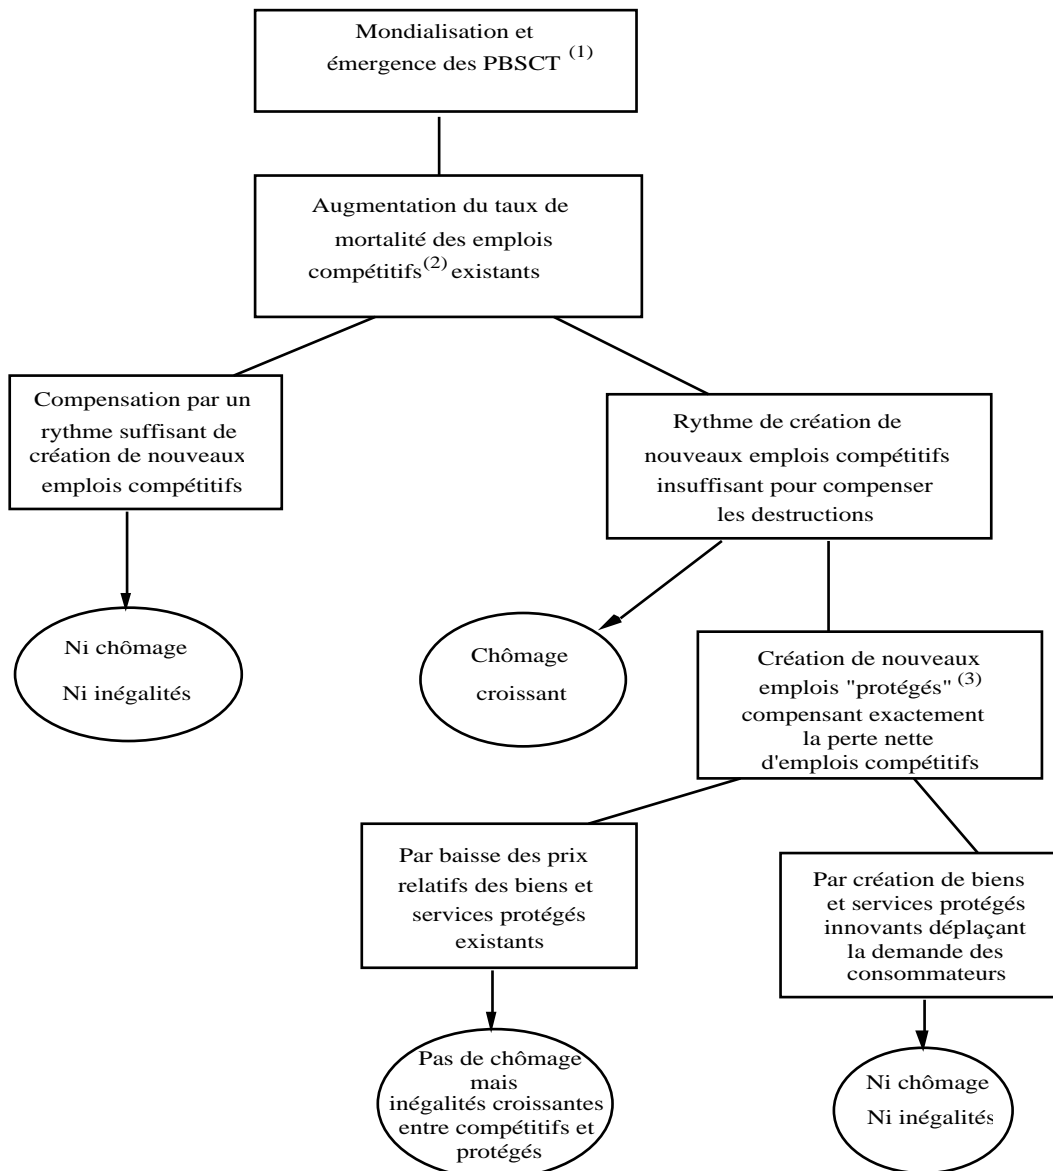 Mondialisation et
émergence des PBSCT (1)
Augmentation du taux de
mortalité des emplois
compétitifs(2) existants
Compensation par un
rythme suffisant de
création de nouveaux
emplois compétitifs
Rythme de création de
nouveaux emplois compétitifs
insuffisant pour compenser
les destructions
Ni chômage
Ni inégalités
Chômage
croissant
Création de nouveaux
emplois "protégés" (3)
compensant exactement
la perte nette
d'emplois compétitifs
Par baisse des prix
relatifs des biens et
services protégés
existants
Par création de biens
et services protégés
innovants déplaçant
la demande des
consommateurs
Pas de chômage
mais
inégalités croissantes
entre compétitifs et
protégés
Ni chômage
Ni inégalités